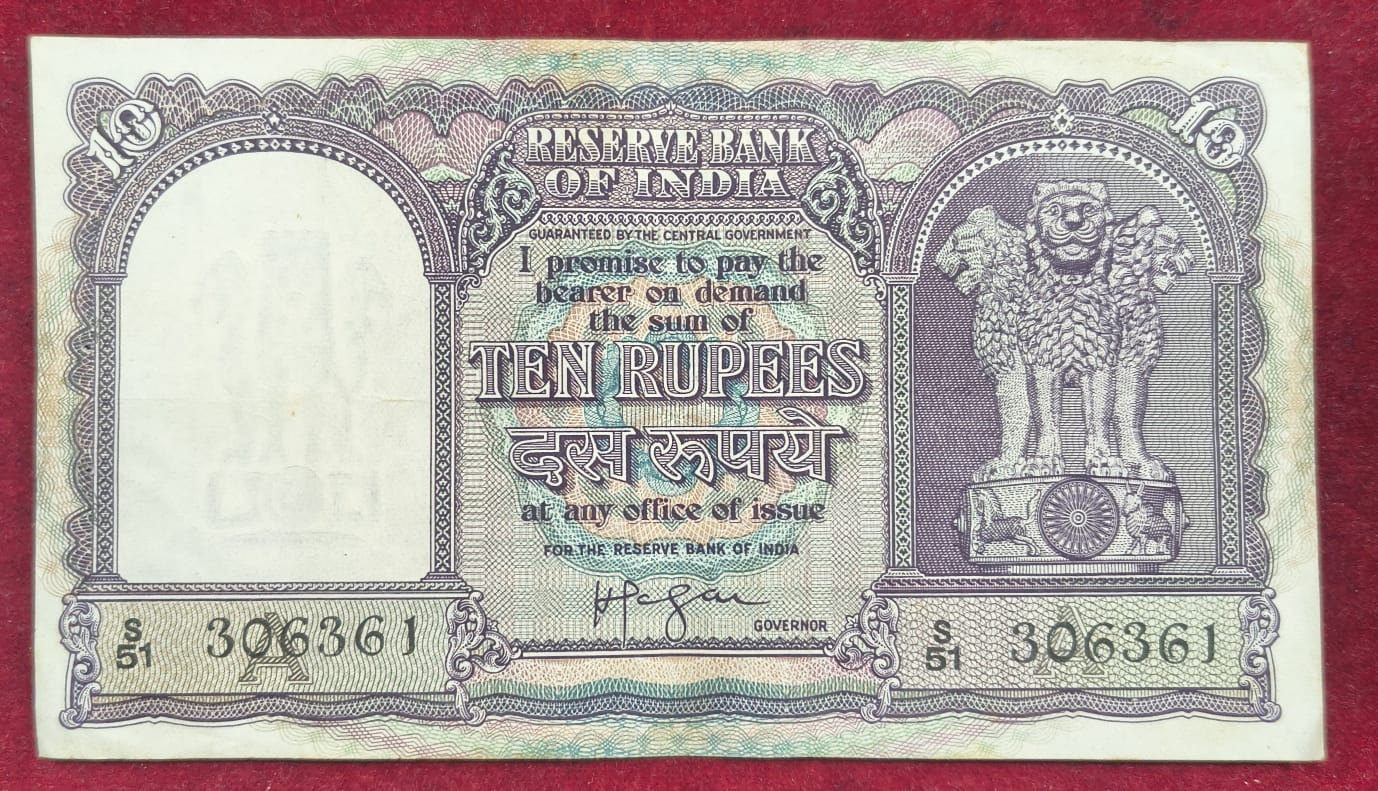 10
10
RESERVE BANK
OF INDIA
GUARANTEED BY THE CENTRAL GOVERNMENT
I promise to pay the
bearer on demand
the sum of
TEN RUPEES
दस रूपये
at any office of issue
FOR THE RESERVE BANK OF INDIA
GOVERNOR
S
51 306361
A
S
51 306361
A